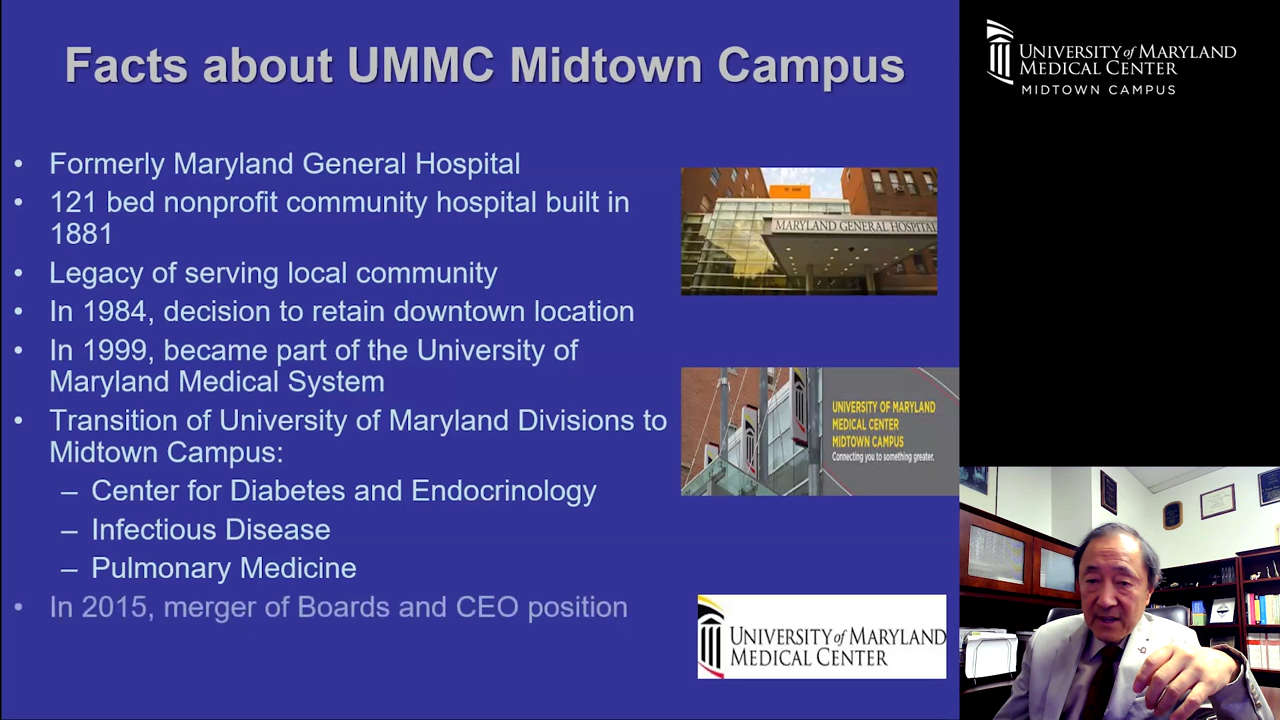 Facts about UMMC Midtown Campus
• Formerly Maryland General Hospital
• 121 bed nonprofit community hospital built in
1881
• Legacy of serving local community
• In 1984, decision to retain downtown location
• In 1999, became part of the University of
Maryland Medical System
• Transition of University of Maryland Divisions to
Midtown Campus:
– Center for Diabetes and Endocrinology
– Infectious Disease
– Pulmonary Medicine
• In 2015, merger of Boards and CEO position
MARYLAND GENERAL HOSPITAL
UNIVERSITY OF MARYLAND
MEDICAL CENTER
MIDTOWN CAMPUS
Connecting you to something greater.
UNIVERSITY of MARYLAND
MEDICAL CENTER
UNIVERSITY of MARYLAND
MEDICAL CENTER
MIDTOWN CAMPUS